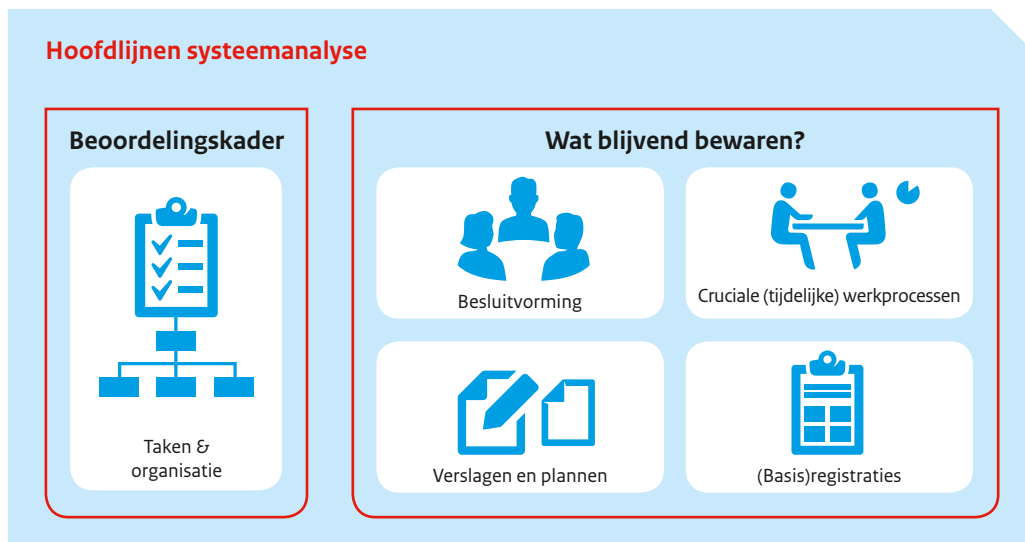 Hoofdlijnen systeemanalyse
Beoordelingskader
Taken &
organisatie
Wat blijvend bewaren?
Besluitvorming
Cruciale (tijdelijke) werkprocessen
Verslagen en plannen
(Basis)registraties